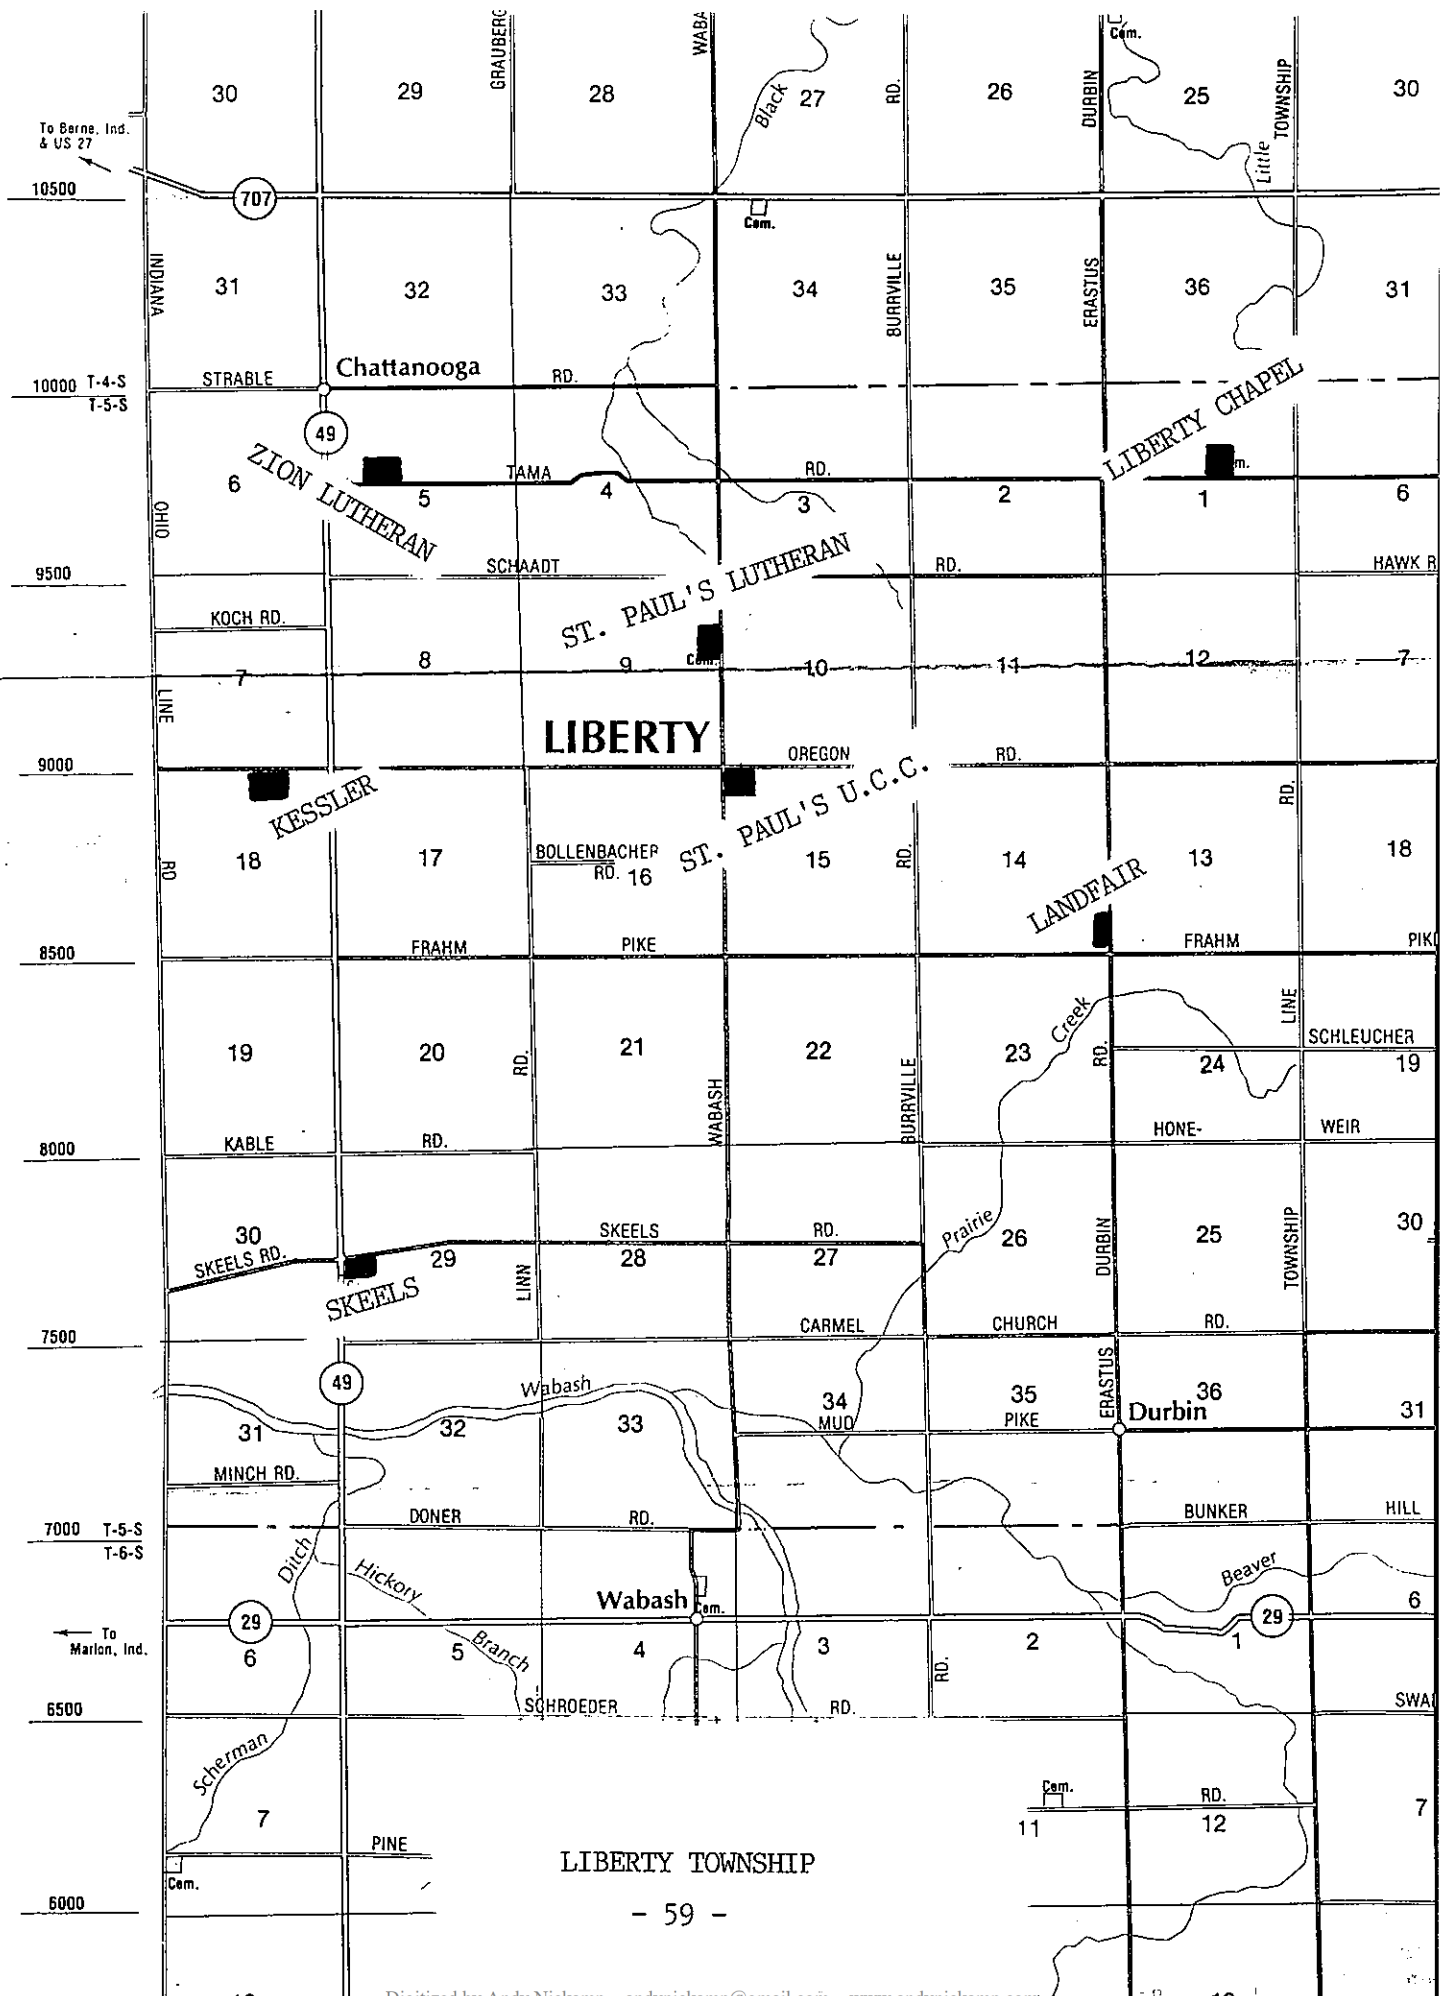 GRAUBERG
WABA
Cem.
30
29
28
Black
27
RD.
26
DURBIN
25
TOWNSHIP
30
To Berne, Ind.
& US 27
Little
10500
707
Cem.
INDIANA
31
32
33
34
BURRVILLE
35
ERASTUS
36
31
Chattanooga
10000 T-4-S
T-5-S
STRABLE
RD.
49
LIBERTY CHAPEL
ZION LUTHERAN
6
TAMA
RD.
m.
5
4
3
2
1
6
OHIO
9500
SCHAADT
RD.
HAWK R
ST. PAUL'S LUTHERAN
KOCH RD.
7
8
9
Cem.
10
11
12
7
LINE
LIBERTY
9000
OREGON
RD.
KESSLER
ST. PAUL'S U.C.C.
RD.
18
17
BOLLENBACHER
RD. 16
15
RD.
14
13
18
RD
LANDFAIR
8500
FRAHM
PIKE
FRAHM
PIK
Creek
LINE
SCHLEUCHER
19
20
RD.
21
22
23
RD.
24
19
WABASH
BURRVILLE
8000
KABLE
RD.
HONE-
WEIR
30
SKEELS RD.
29
SKEELS
28
RD.
27
Prairie
26
DURBIN
25
TOWNSHIP
30
LINN
SKEELS
7500
CARMEL
CHURCH
RD.
49
Wabash
31
32
33
34
MUD
35
PIKE
ERASTUS
36
Durbin
31
MINCH RD.
7000 T-5-S
T-6-S
DONER
RD.
BUNKER
HILL
Ditch
Hickory
Beaver
Wabash
Cem.
29
29
6
To
Marion, Ind.
6
5
Branch
4
3
RD.
2
1
6500
SCHROEDER
RD.
SWA
Scherman
Cem.
7
RD.
11
12
7
PINE
Cem.
LIBERTY TOWNSHIP
6000
- 59 -